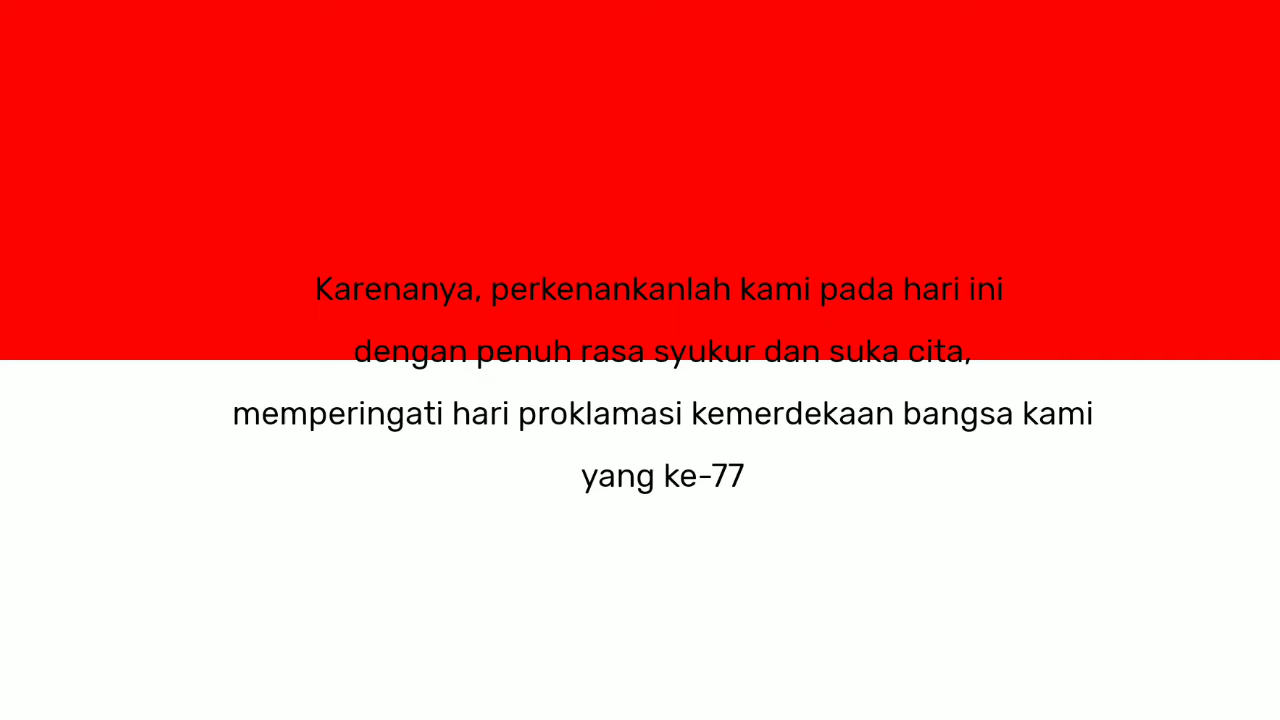 Karenanya, perkenankanlah kami pada hari ini
dengan penuh rasa syukur dan suka cita,
memperingati hari proklamasi kemerdekaan bangsa kami
yang ke-77